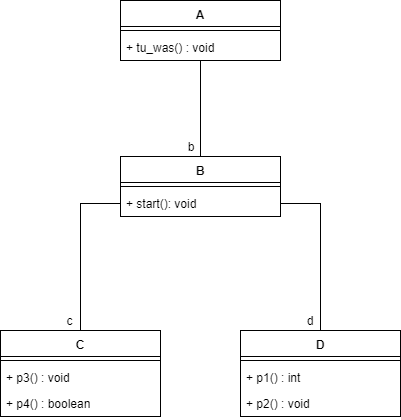 A
+ tu_was() : void
b
B
+ start(): void
c
d
C
+ p3() : void
+ p4() : boolean
D
+ p1() : int
+ p2() : void